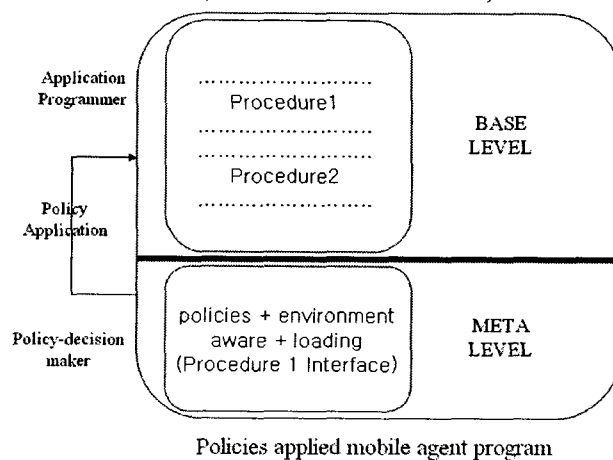 Application
Programmer
....................
Procedure1
....................
....................
Procedure2
....................
BASE
LEVEL
Policy
Application
Policy-decision
maker
policies + environment
aware + loading
(Procedure 1 Interface)
META
LEVEL
Policies applied mobile agent program